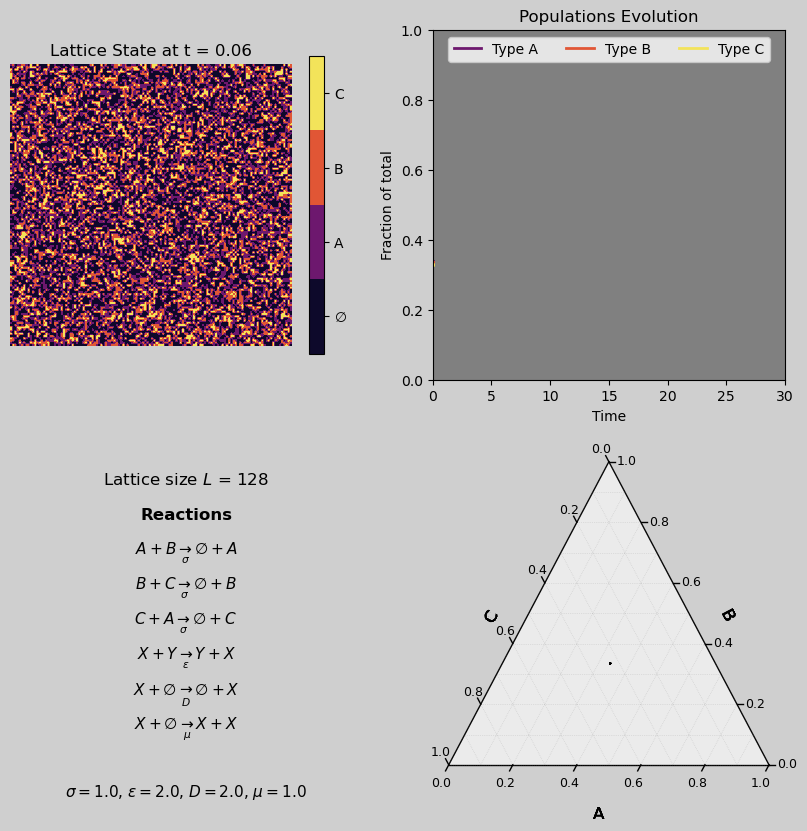 Lattice State at t = 0.06
C
B
A
∅
Populations Evolution
Type A
Type B
Type C
Fraction of total
1.0
0.8
0.6
0.4
0.2
0.0
0
5
10
15
20
25
30
Time
Lattice size L = 128
Reactions
A + B →σ ∅ + A
B + C →σ ∅ + B
C + A →σ ∅ + C
X + Y →ε Y + X
X + ∅ →D ∅ + X
X + ∅ →μ X + X
σ = 1.0, ε = 2.0, D = 2.0, μ = 1.0
0.0
0.2
0.4
0.6
0.8
1.0
C
1.0
0.8
0.6
0.4
0.2
0.0
B
0.0
0.2
0.4
0.6
0.8
1.0
A